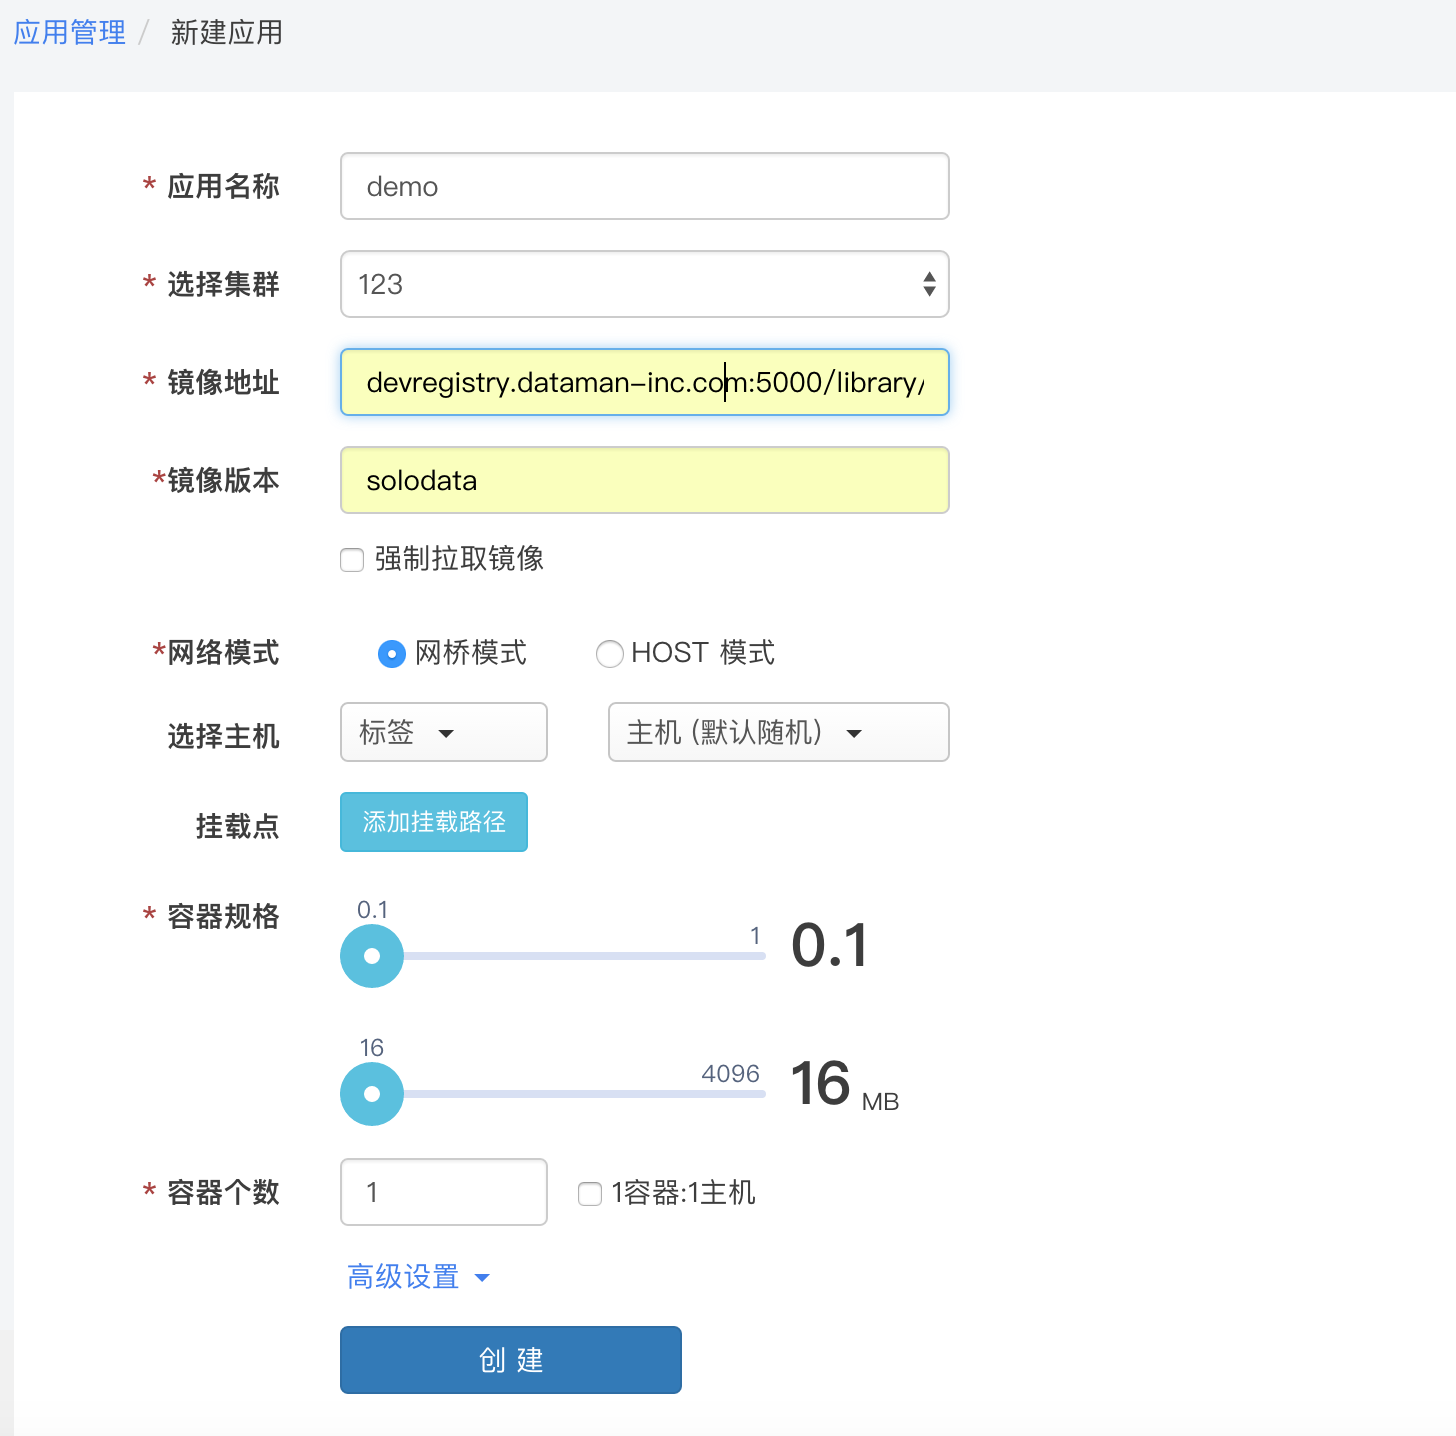 应用管理 / 新建应用
* 应用名称 demo
* 选择集群 123
* 镜像地址 devregistry.dataman-inc.com:5000/library/
*镜像版本 solodata
强制拉取镜像
*网络模式 网桥模式 HOST 模式
选择主机 标签 主机 (默认随机)
挂载点 添加挂载路径
* 容器规格 0.1 1 0.1
16 4096 16 MB
* 容器个数 1 1容器:1主机
高级设置
创 建